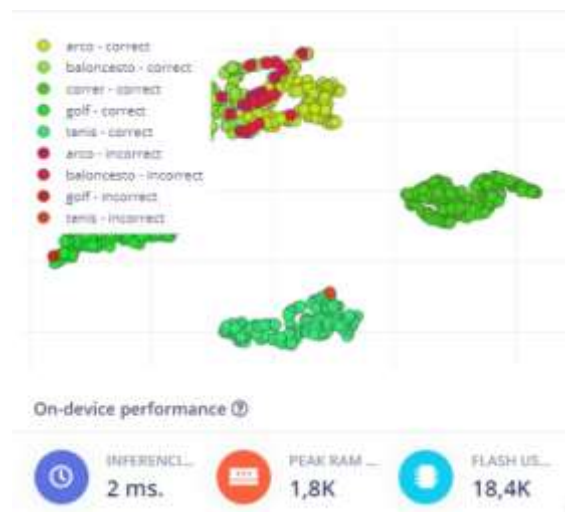 arco - correct
baloncesto - correct
correr - correct
golf - correct
tenis - correct
arco - incorrect
baloncesto - incorrect
golf - incorrect
tenis - incorrect
On-device performance ?
INFERENCI...
2 ms.
PEAK RAM ...
1,8K
FLASH US...
18,4K